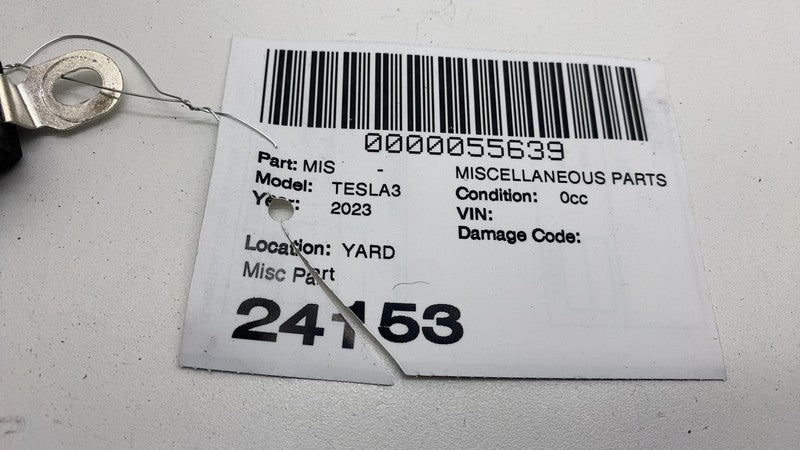 0000055639
Part: MIS - MISCELLANEOUS PARTS
Model: TESLA3 Condition: 0cc
Year: 2023 VIN:
Damage Code:
Location: YARD
Misc Part
24153